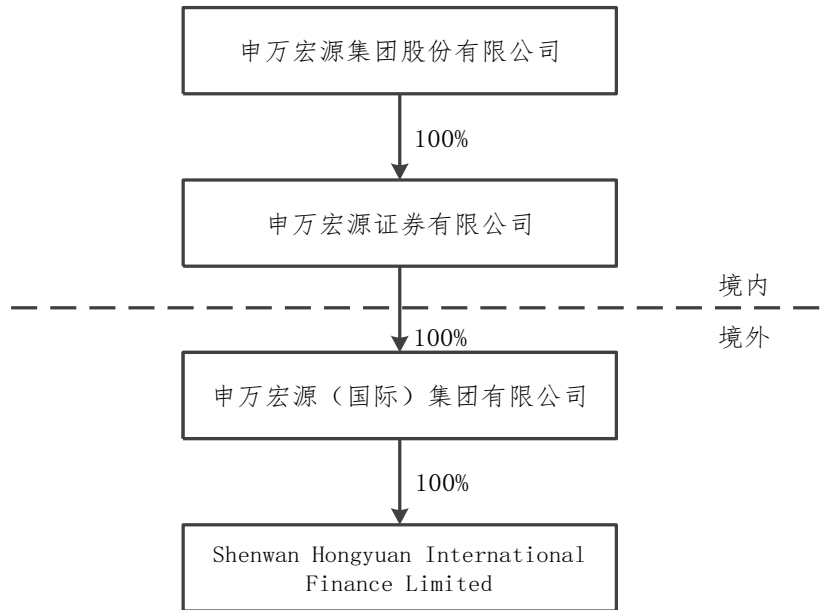 申万宏源集团股份有限公司
100%
申万宏源证券有限公司
境内
境外
100%
申万宏源（国际）集团有限公司
100%
Shenwan Hongyuan International
Finance Limited